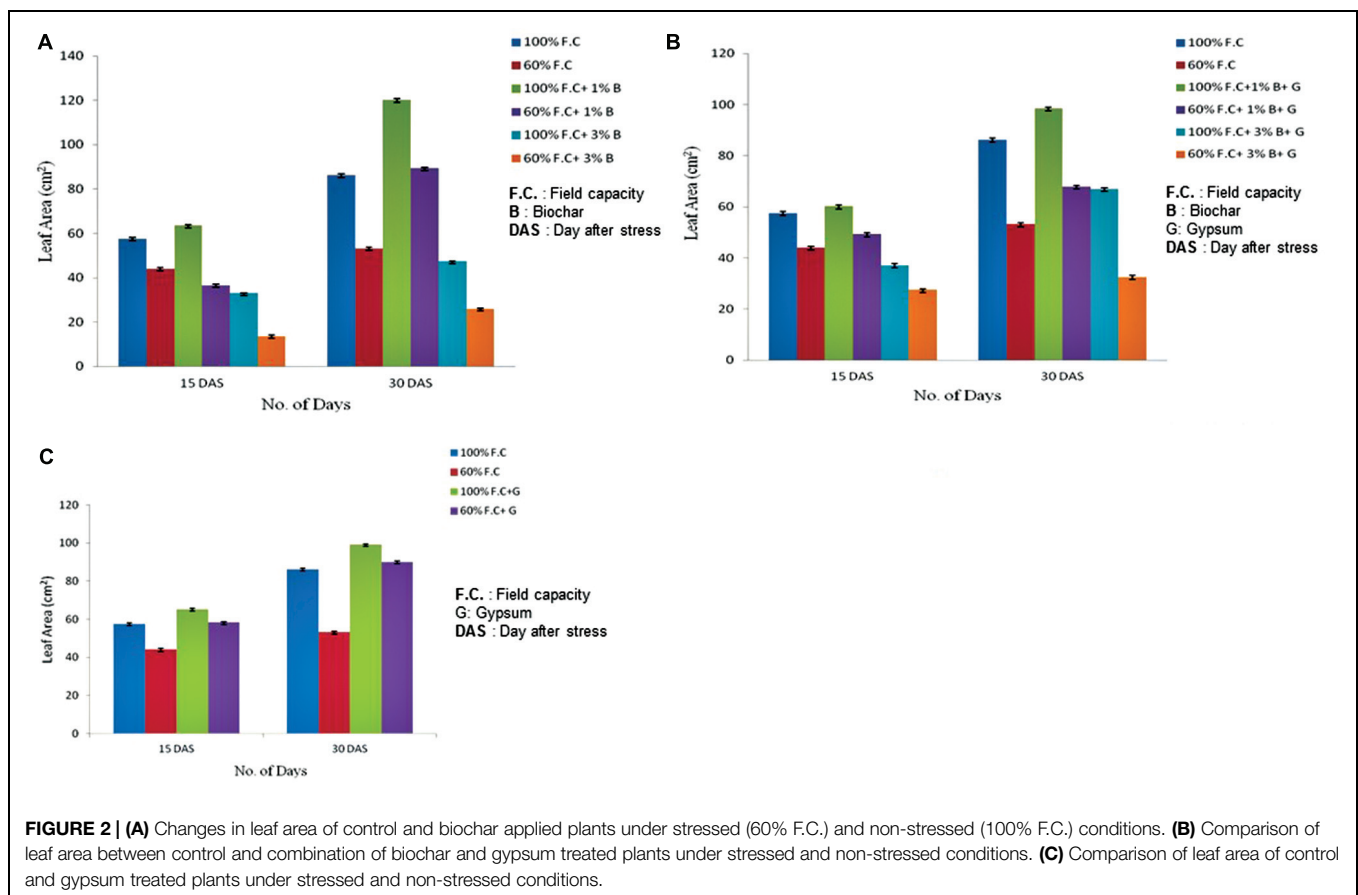 A
140
120
100
80
60
40
20
0
Leaf Area (cm²)
15 DAS
30 DAS
No. of Days
100% F.C
60% F.C
100% F.C+ 1% B
60% F.C+ 1% B
100% F.C+ 3% B
60% F.C+ 3% B
F.C. : Field capacity
B : Biochar
DAS : Day after stress
B
120
100
80
60
40
20
0
Leaf Area (cm²)
15 DAS
30 DAS
No. of Days
100% F.C
60% F.C
100% F.C+1% B+ G
60% F.C+ 1% B+ G
100% F.C+ 3% B+ G
60% F.C+ 3% B+ G
F.C. : Field capacity
B : Biochar
G: Gypsum
DAS : Day after stress
C
120
100
80
60
40
20
0
Leaf Area (cm²)
15 DAS
30 DAS
No. of Days
100% F.C
60% F.C
100% F.C+G
60% F.C+ G
F.C. : Field capacity
G: Gypsum
DAS : Day after stress
FIGURE 2 | (A) Changes in leaf area of control and biochar applied plants under stressed (60% F.C.) and non-stressed (100% F.C.) conditions. (B) Comparison of
leaf area between control and combination of biochar and gypsum treated plants under stressed and non-stressed conditions. (C) Comparison of leaf area of control
and gypsum treated plants under stressed and non-stressed conditions.